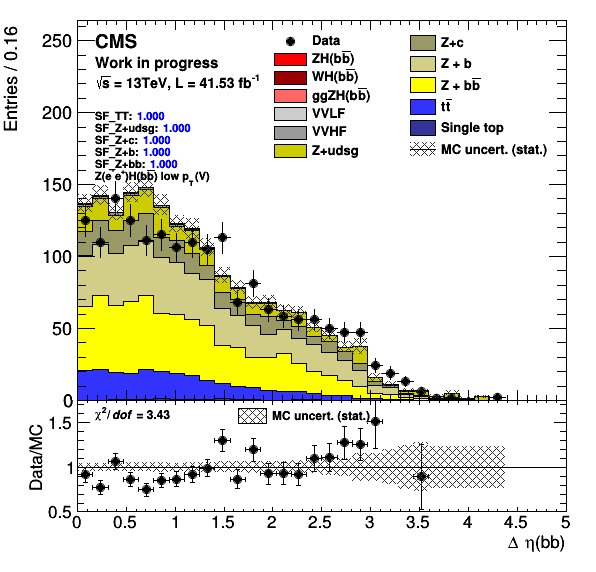 Entries / 0.16
250
200
150
100
50
0
CMS
Work in progress
√s = 13TeV, L = 41.53 fb⁻¹
SF_TT: 1.000
SF_Z+udsg: 1.000
SF_Z+c: 1.000
SF_Z+b: 1.000
SF_Z+bb: 1.000
Z(e⁻e⁺)H(bb̅) low p_T(V)
Data
ZH(bb̅)
WH(bb̅)
ggZH(bb̅)
VVLF
VVHF
Z+udsg
Z+c
Z + b
Z + bb̅
tt̅
Single top
MC uncert. (stat.)
Data/MC
1.5
1
0.5
χ²/dof = 3.43
MC uncert. (stat.)
0 0.5 1 1.5 2 2.5 3 3.5 4 4.5 5
Δ η(bb)